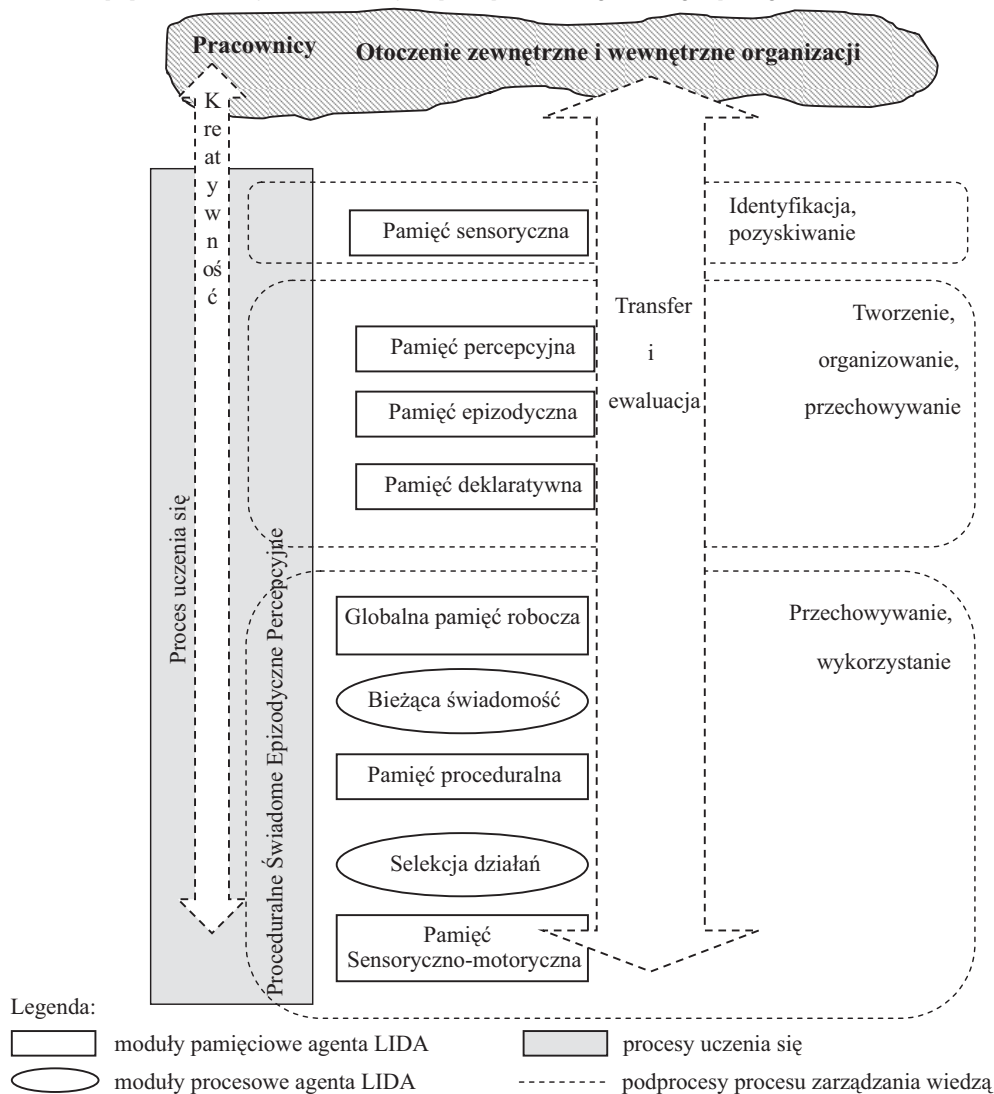 Pracownicy
Otoczenie zewnętrzne i wewnętrzne organizacji
K
re
at
y
w
n
oś
ć
Pamięć sensoryczna
Identyfikacja,
pozyskiwanie
Transfer
i
ewaluacja
Tworzenie,
organizowanie,
przechowywanie
Pamięć percepcyjna
Pamięć epizodyczna
Pamięć deklaratywna
Proces uczenia się
Proceduralne Świadome Epizodyczne Percepcyjne
Globalna pamięć robocza
Bieżąca świadomość
Pamięć proceduralna
Selekcja działań
Pamięć
Sensoryczno-motoryczna
Przechowywanie,
wykorzystanie
Legenda:
moduły pamięciowe agenta LIDA
procesy uczenia się
moduły procesowe agenta LIDA
podprocesy procesu zarządzania wiedzą